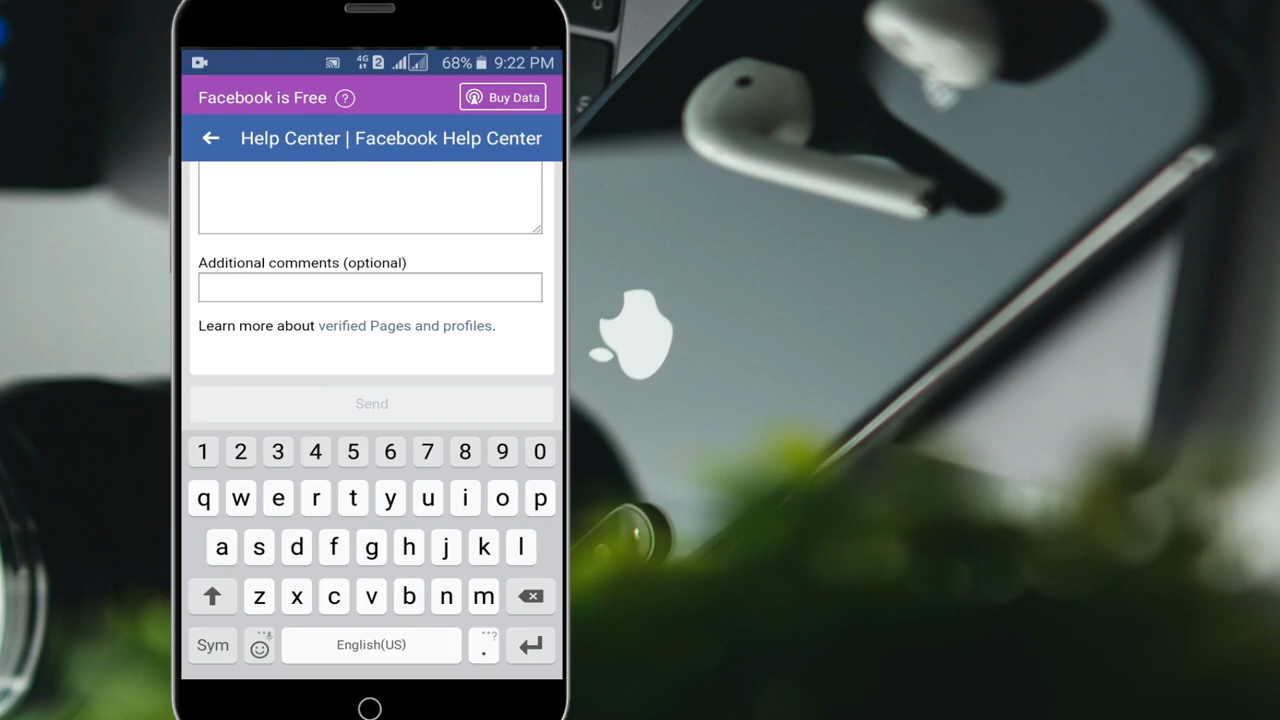 4G 2 68% 9:22 PM
Facebook is Free ? Buy Data
Help Center | Facebook Help Center
Additional comments (optional)
Learn more about verified Pages and profiles.
Send
1 2 3 4 5 6 7 8 9 0
q w e r t y u i o p
a s d f g h j k l
z x c v b n m
Sym English(US) . ?